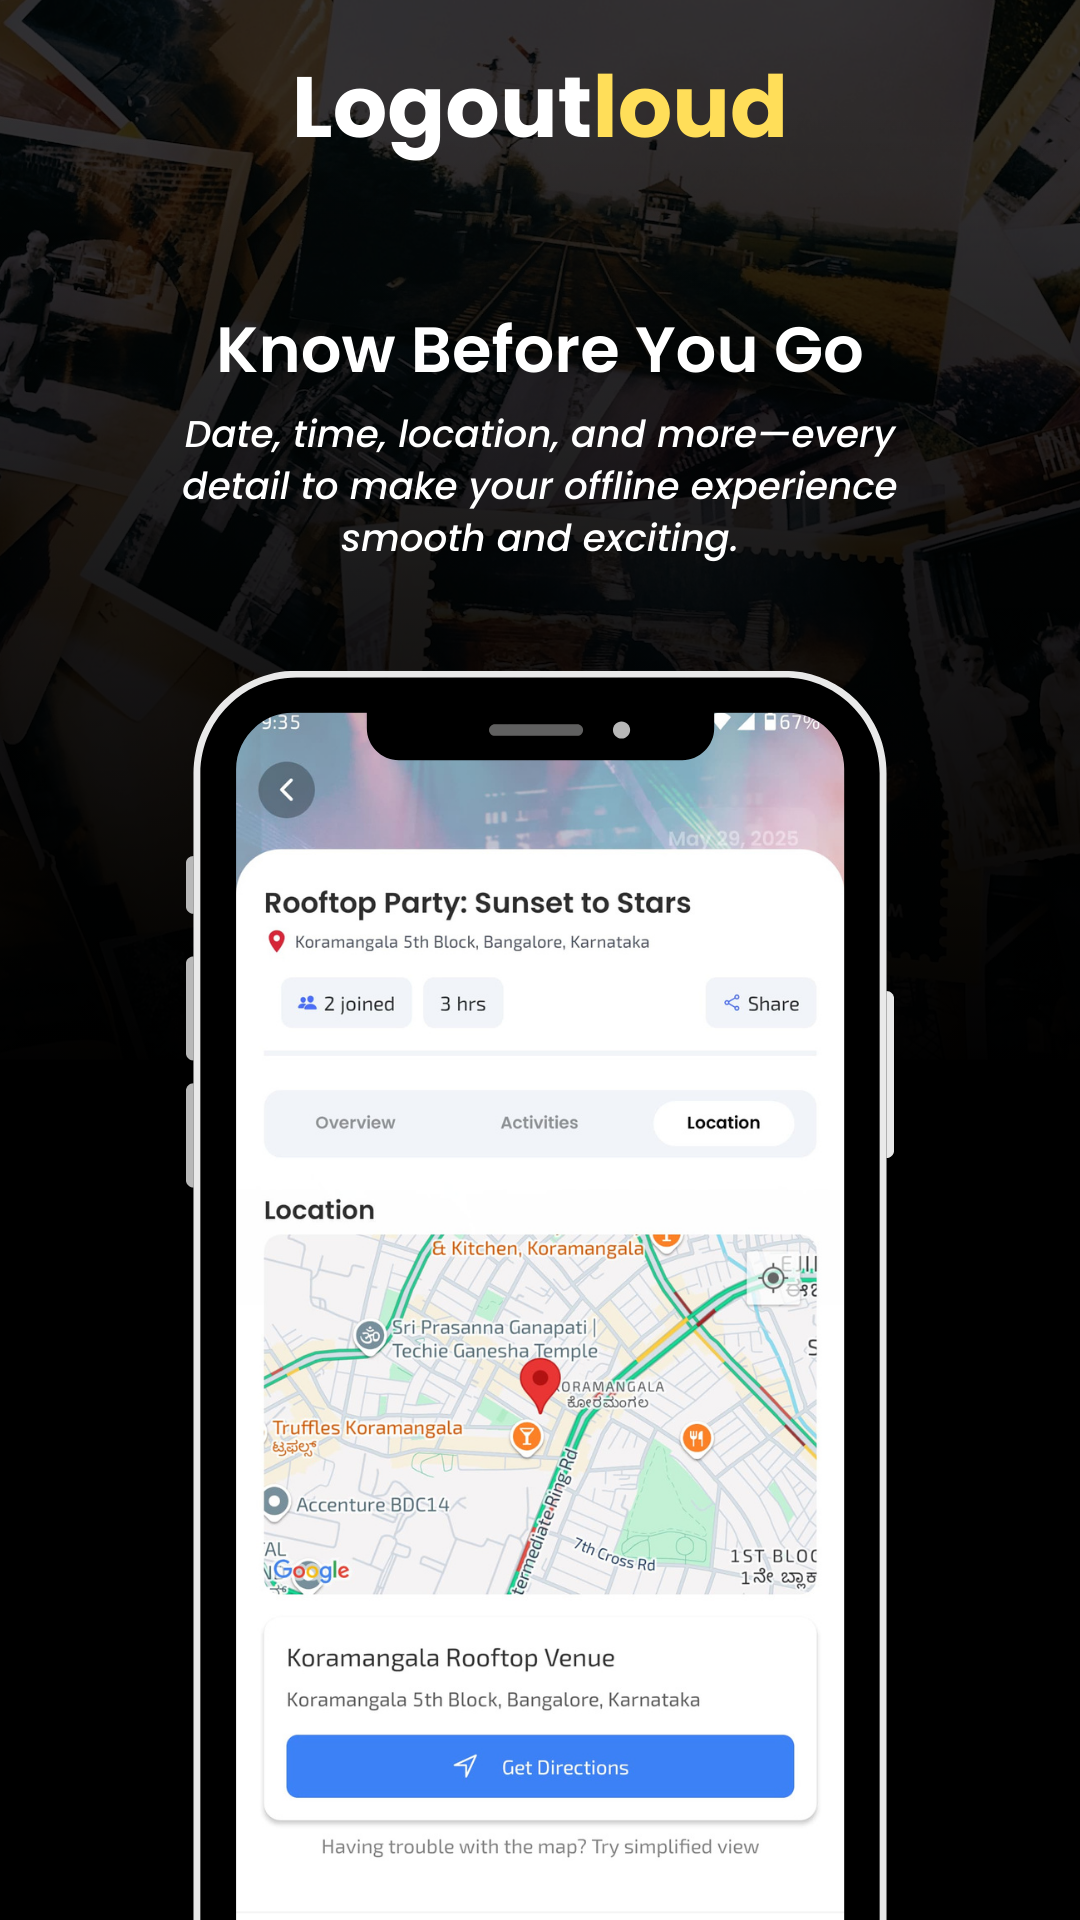 Logoutloud
Know Before You Go
Date, time, location, and more—every
detail to make your offline experience
smooth and exciting.
9:35
67%
May 29, 2025
Rooftop Party: Sunset to Stars
Koramangala 5th Block, Bangalore, Karnataka
2 joined
3 hrs
Share
Overview
Activities
Location
Location
& Kitchen, Koramangala
Sri Prasanna Ganapati |
Techie Ganesha Temple
KORAMANGALA
ಕೋರಮಂಗಲ
Truffles Koramangala
ಟ್ರಫಲ್ಸ್
Accenture BDC14
termediate Ring Rd
7th Cross Rd
1ST BLOC
1ನೇ ಬ್ಲಾಕ
AL
Google
Koramangala Rooftop Venue
Koramangala 5th Block, Bangalore, Karnataka
Get Directions
Having trouble with the map? Try simplified view